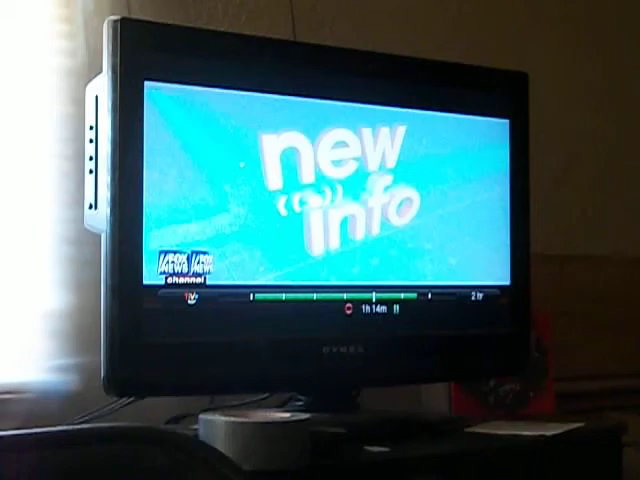 new
info
FOX FOX
NEWS NEWS
channel
2 hr
1h 14m
DYNEX